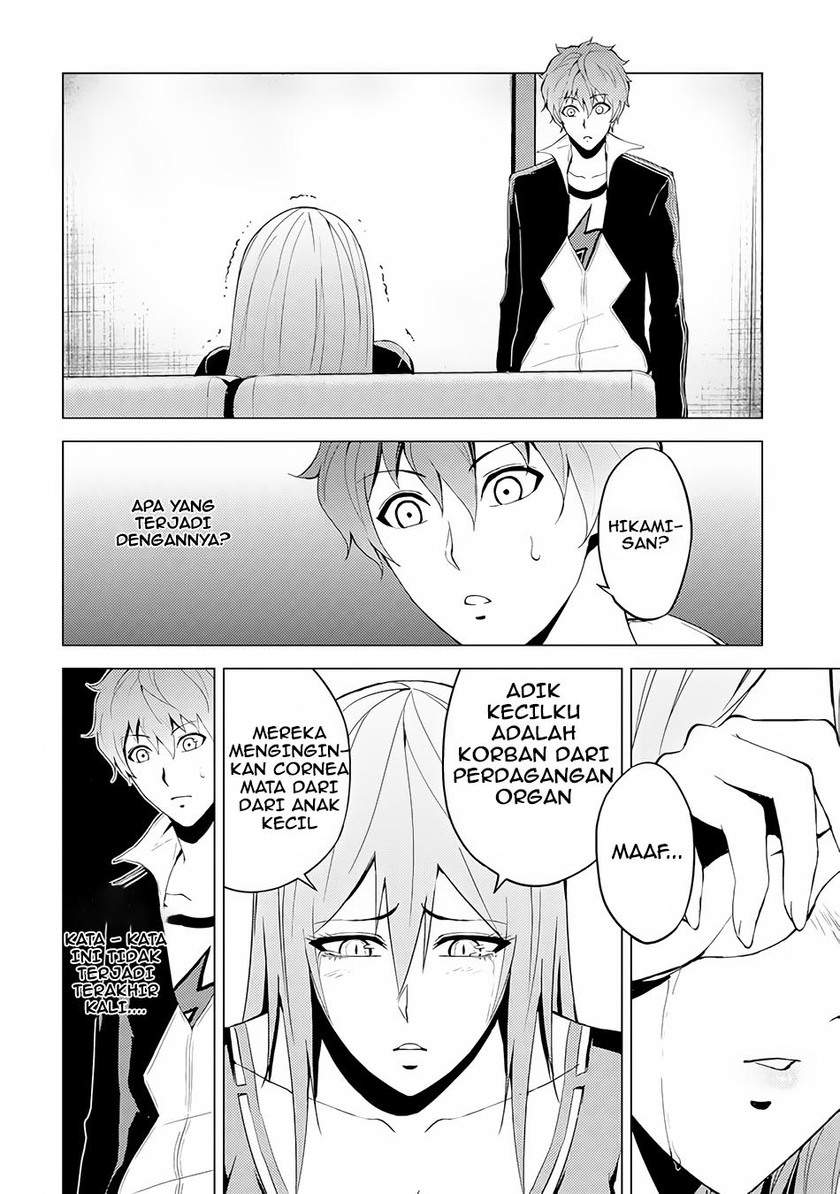 HIKAMI-
SAN?
APA YANG
TERJADI
DENGANNYA?
MAAF...
ADIK
KECILKU
ADALAH
KORBAN DARI
PERDAGANGAN
ORGAN
MEREKA
MENGINGIN-
KAN CORNEA
MATA DARI
DARI ANAK
KECIL
KATA - KATA
INI TIDAK
TERJADI
TERAKHIR
KALI....